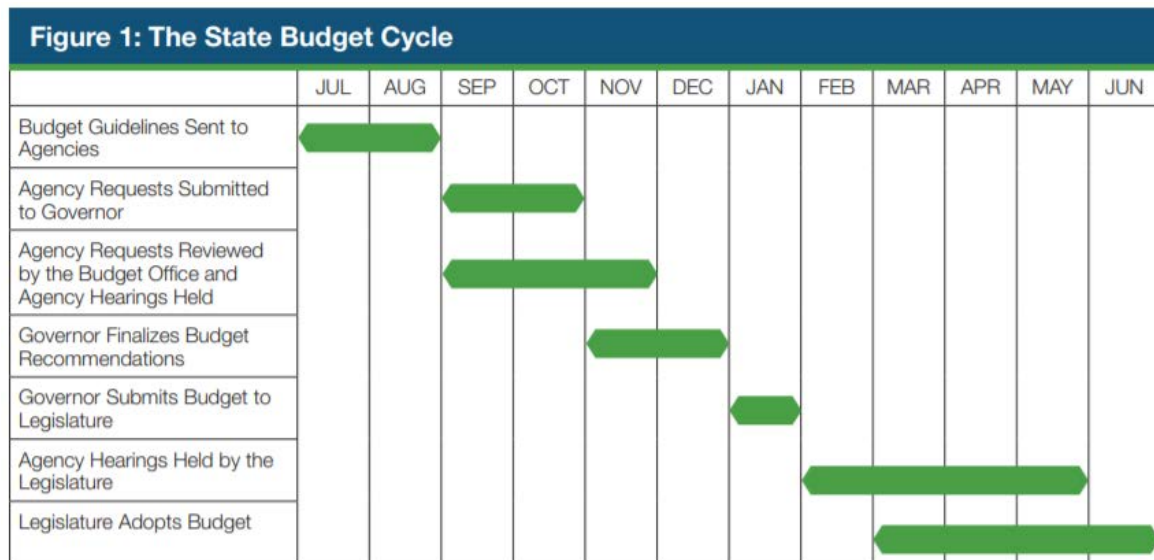 Figure 1: The State Budget Cycle
JUL AUG SEP OCT NOV DEC JAN FEB MAR APR MAY JUN
Budget Guidelines Sent to
Agencies
Agency Requests Submitted
to Governor
Agency Requests Reviewed
by the Budget Office and
Agency Hearings Held
Governor Finalizes Budget
Recommendations
Governor Submits Budget to
Legislature
Agency Hearings Held by the
Legislature
Legislature Adopts Budget